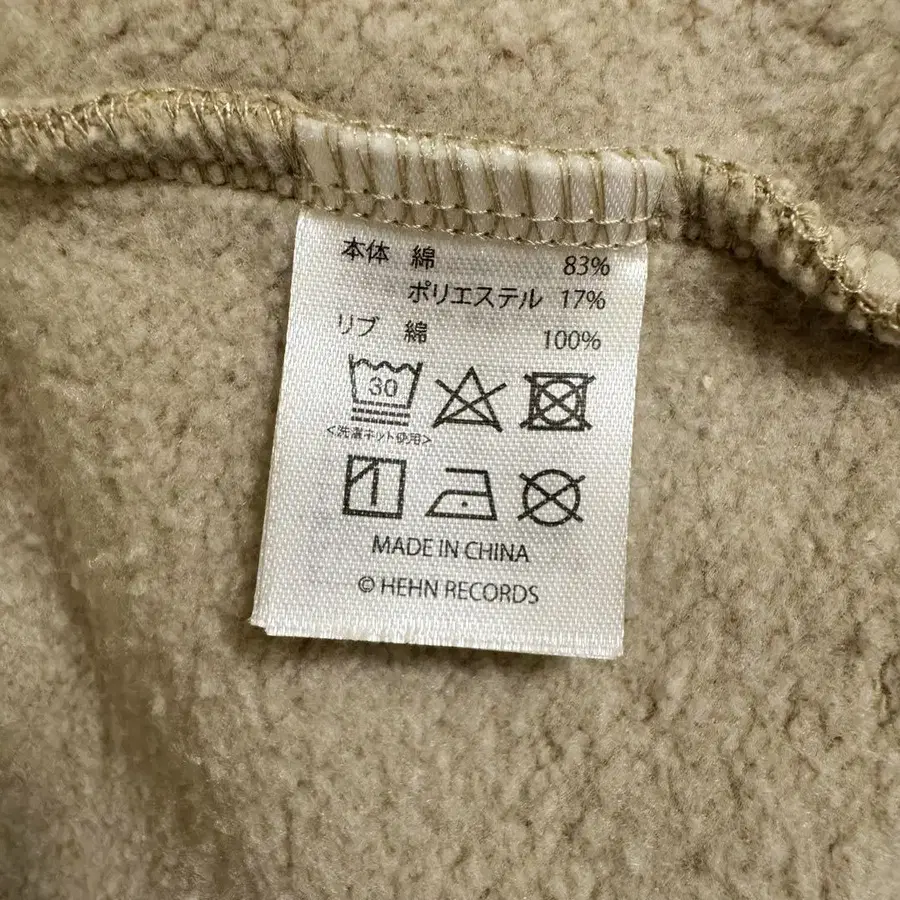 本体 綿 83%
ポリエステル 17%
リブ 綿 100%
30
<洗濯ネット使用>
MADE IN CHINA
© HEHN RECORDS